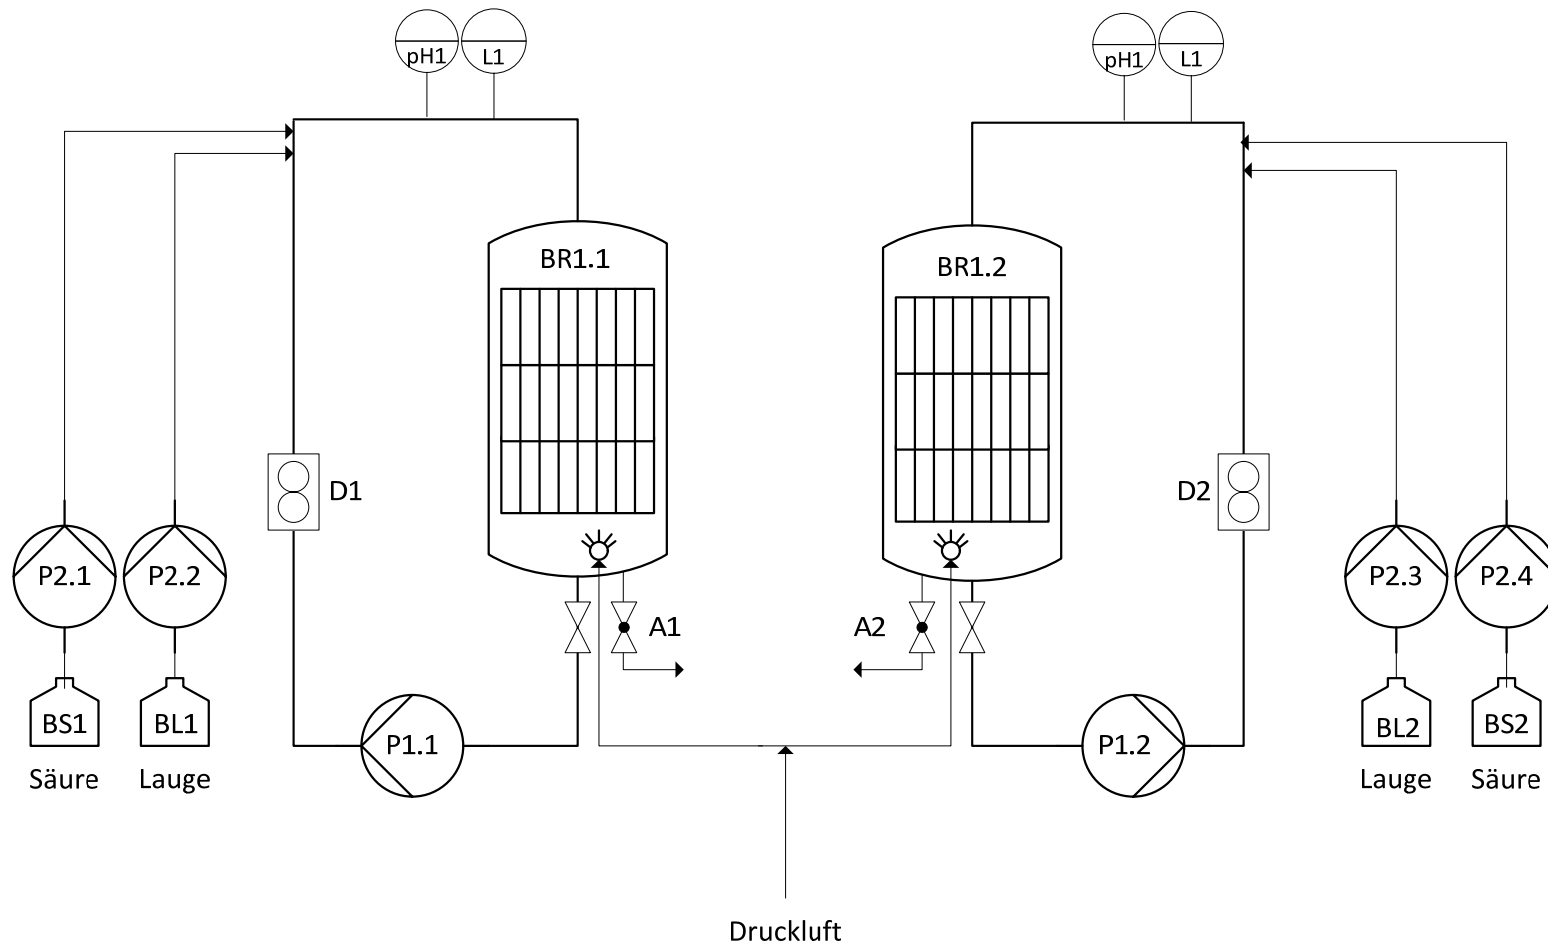 pH1
L1
pH1
L1
BR1.1
BR1.2
D1
D2
P2.1
P2.2
P2.3
P2.4
A1
A2
BS1
BL1
P1.1
P1.2
BL2
BS2
Säure
Lauge
Lauge
Säure
Druckluft